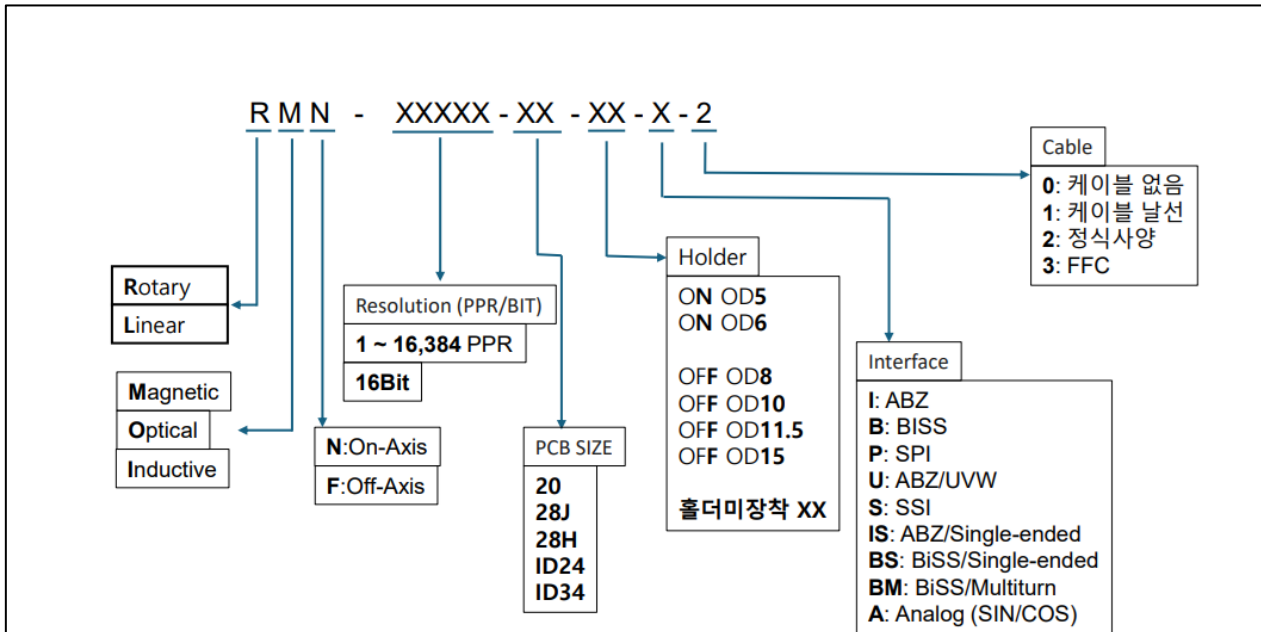 RMN - XXXXX - XX - XX - X - 2
Cable
0: 케이블 없음
1: 케이블 날선
2: 정식사양
3: FFC
Rotary
Linear
Magnetic
Optical
Inductive
N:On-Axis
F:Off-Axis
Resolution (PPR/BIT)
1 ~ 16,384 PPR
16Bit
PCB SIZE
20
28J
28H
ID24
ID34
Holder
ON OD5
ON OD6
OFF OD8
OFF OD10
OFF OD11.5
OFF OD15
홀더미장착 XX
Interface
I: ABZ
B: BISS
P: SPI
U: ABZ/UVW
S: SSI
IS: ABZ/Single-ended
BS: BiSS/Single-ended
BM: BiSS/Multiturn
A: Analog (SIN/COS)